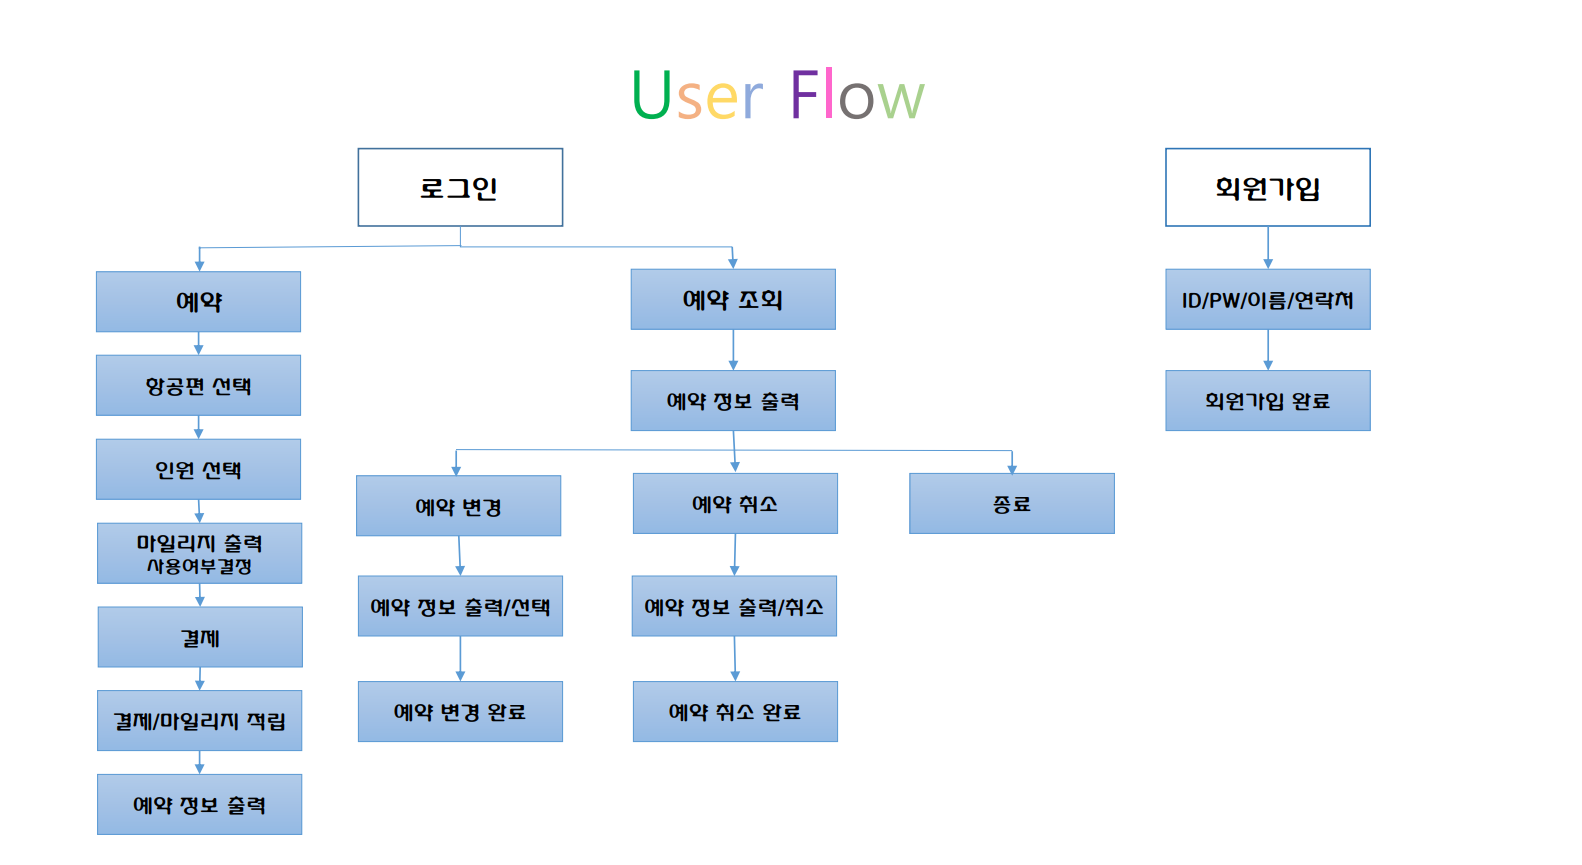 User Flow
로그인
회원가입
예약
예약 조회
ID/PW/이름/연락처
항공편 선택
예약 정보 출력
회원가입 완료
인원 선택
예약 변경
예약 취소
종료
마일리지 출력
사용여부결정
결제
예약 정보 출력/선택
예약 정보 출력/취소
결제/마일리지 적립
예약 변경 완료
예약 취소 완료
예약 정보 출력